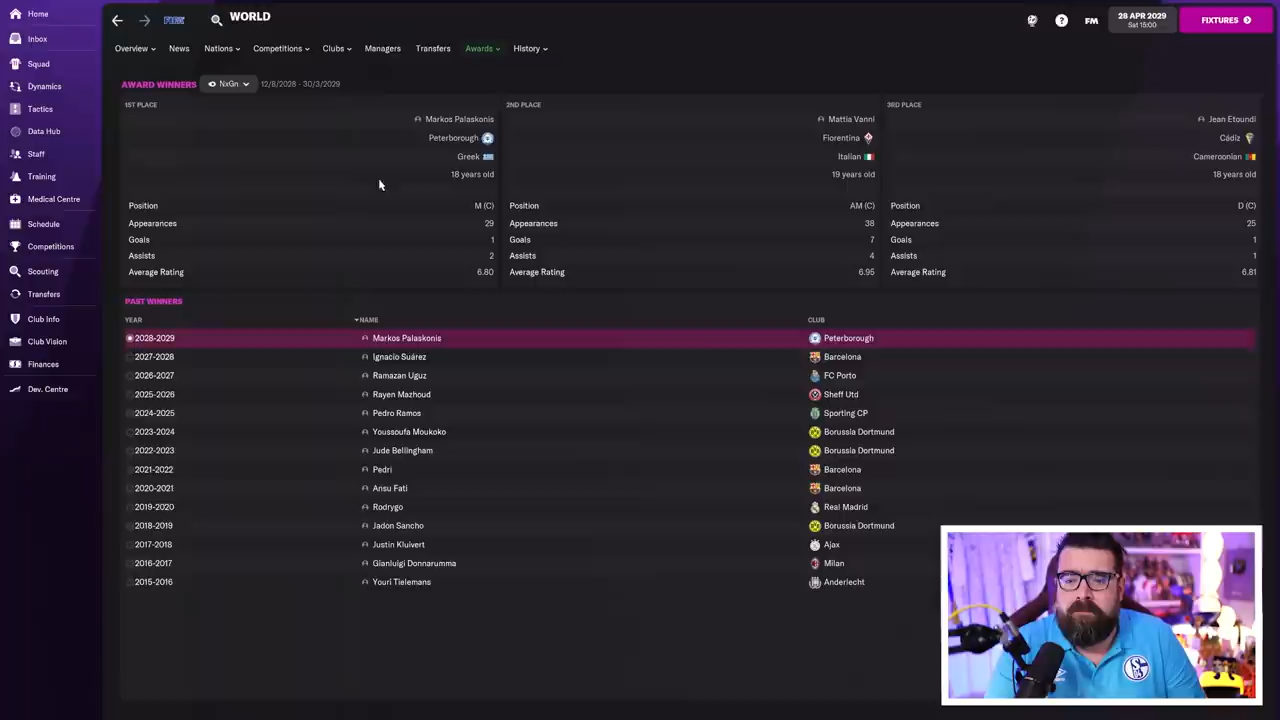 WORLD
28 APR 2029
Sat 15:00
FM
FIXTURES
Home
Inbox
Squad
Dynamics
Tactics
Data Hub
Staff
Training
Medical Centre
Schedule
Competitions
Scouting
Transfers
Club Info
Club Vision
Finances
Dev. Centre
Overview News Nations Competitions Clubs Managers Transfers Awards History
AWARD WINNERS NxGn 12/8/2028 - 30/3/2029
1ST PLACE
Markos Palaskonis
Peterborough
Greek
18 years old
Position M (C)
Appearances 29
Goals 1
Assists 2
Average Rating 6.80
2ND PLACE
Mattia Vanni
Fiorentina
Italian
19 years old
Position AM (C)
Appearances 38
Goals 7
Assists 4
Average Rating 6.95
3RD PLACE
Jean Etoundi
Cádiz
Cameroonian
18 years old
Position D (C)
Appearances 25
Goals 1
Assists 1
Average Rating 6.81
PAST WINNERS
YEAR NAME CLUB
2028-2029 Markos Palaskonis Peterborough
2027-2028 Ignacio Suárez Barcelona
2026-2027 Ramazan Uguz FC Porto
2025-2026 Rayen Mazhoud Sheff Utd
2024-2025 Pedro Ramos Sporting CP
2023-2024 Youssoufa Moukoko Borussia Dortmund
2022-2023 Jude Bellingham Borussia Dortmund
2021-2022 Pedri Barcelona
2020-2021 Ansu Fati Barcelona
2019-2020 Rodrygo Real Madrid
2018-2019 Jadon Sancho Borussia Dortmund
2017-2018 Justin Kluivert Ajax
2016-2017 Gianluigi Donnarumma Milan
2015-2016 Youri Tielemans Anderlecht